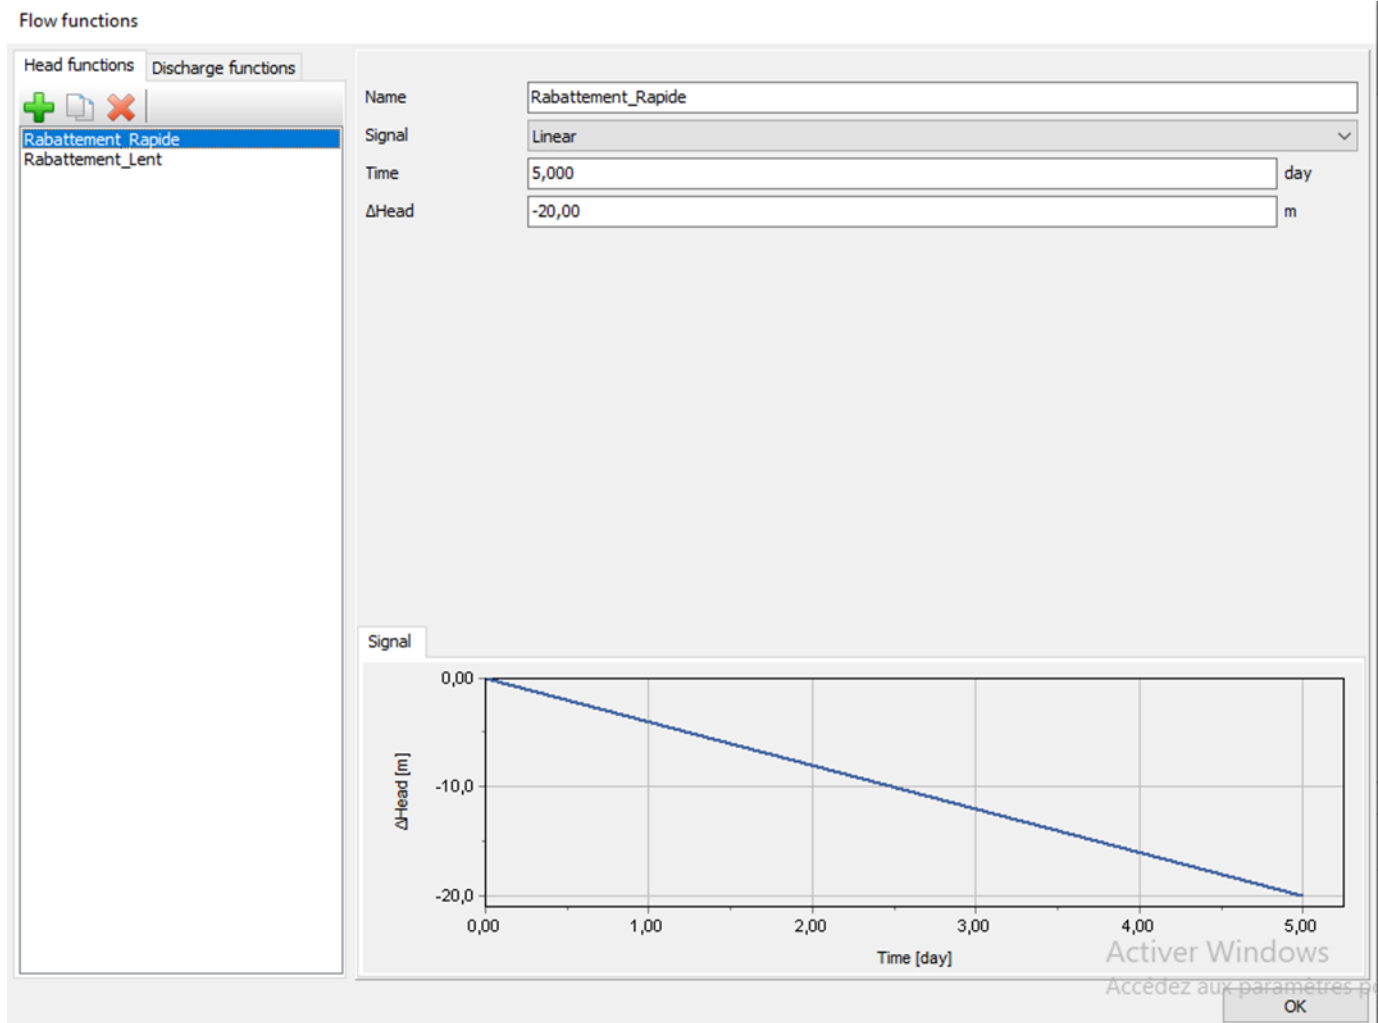 Flow functions
Head functions
Discharge functions
Rabattement_Rapide
Rabattement_Lent
Name
Rabattement_Rapide
Signal
Linear
Time
5,000
day
ΔHead
-20,00
m
Signal
0,00
-10,0
-20,0
ΔHead [m]
0,00
1,00
2,00
3,00
4,00
5,00
Time [day]
Activer Windows
Accédez aux paramètres
OK